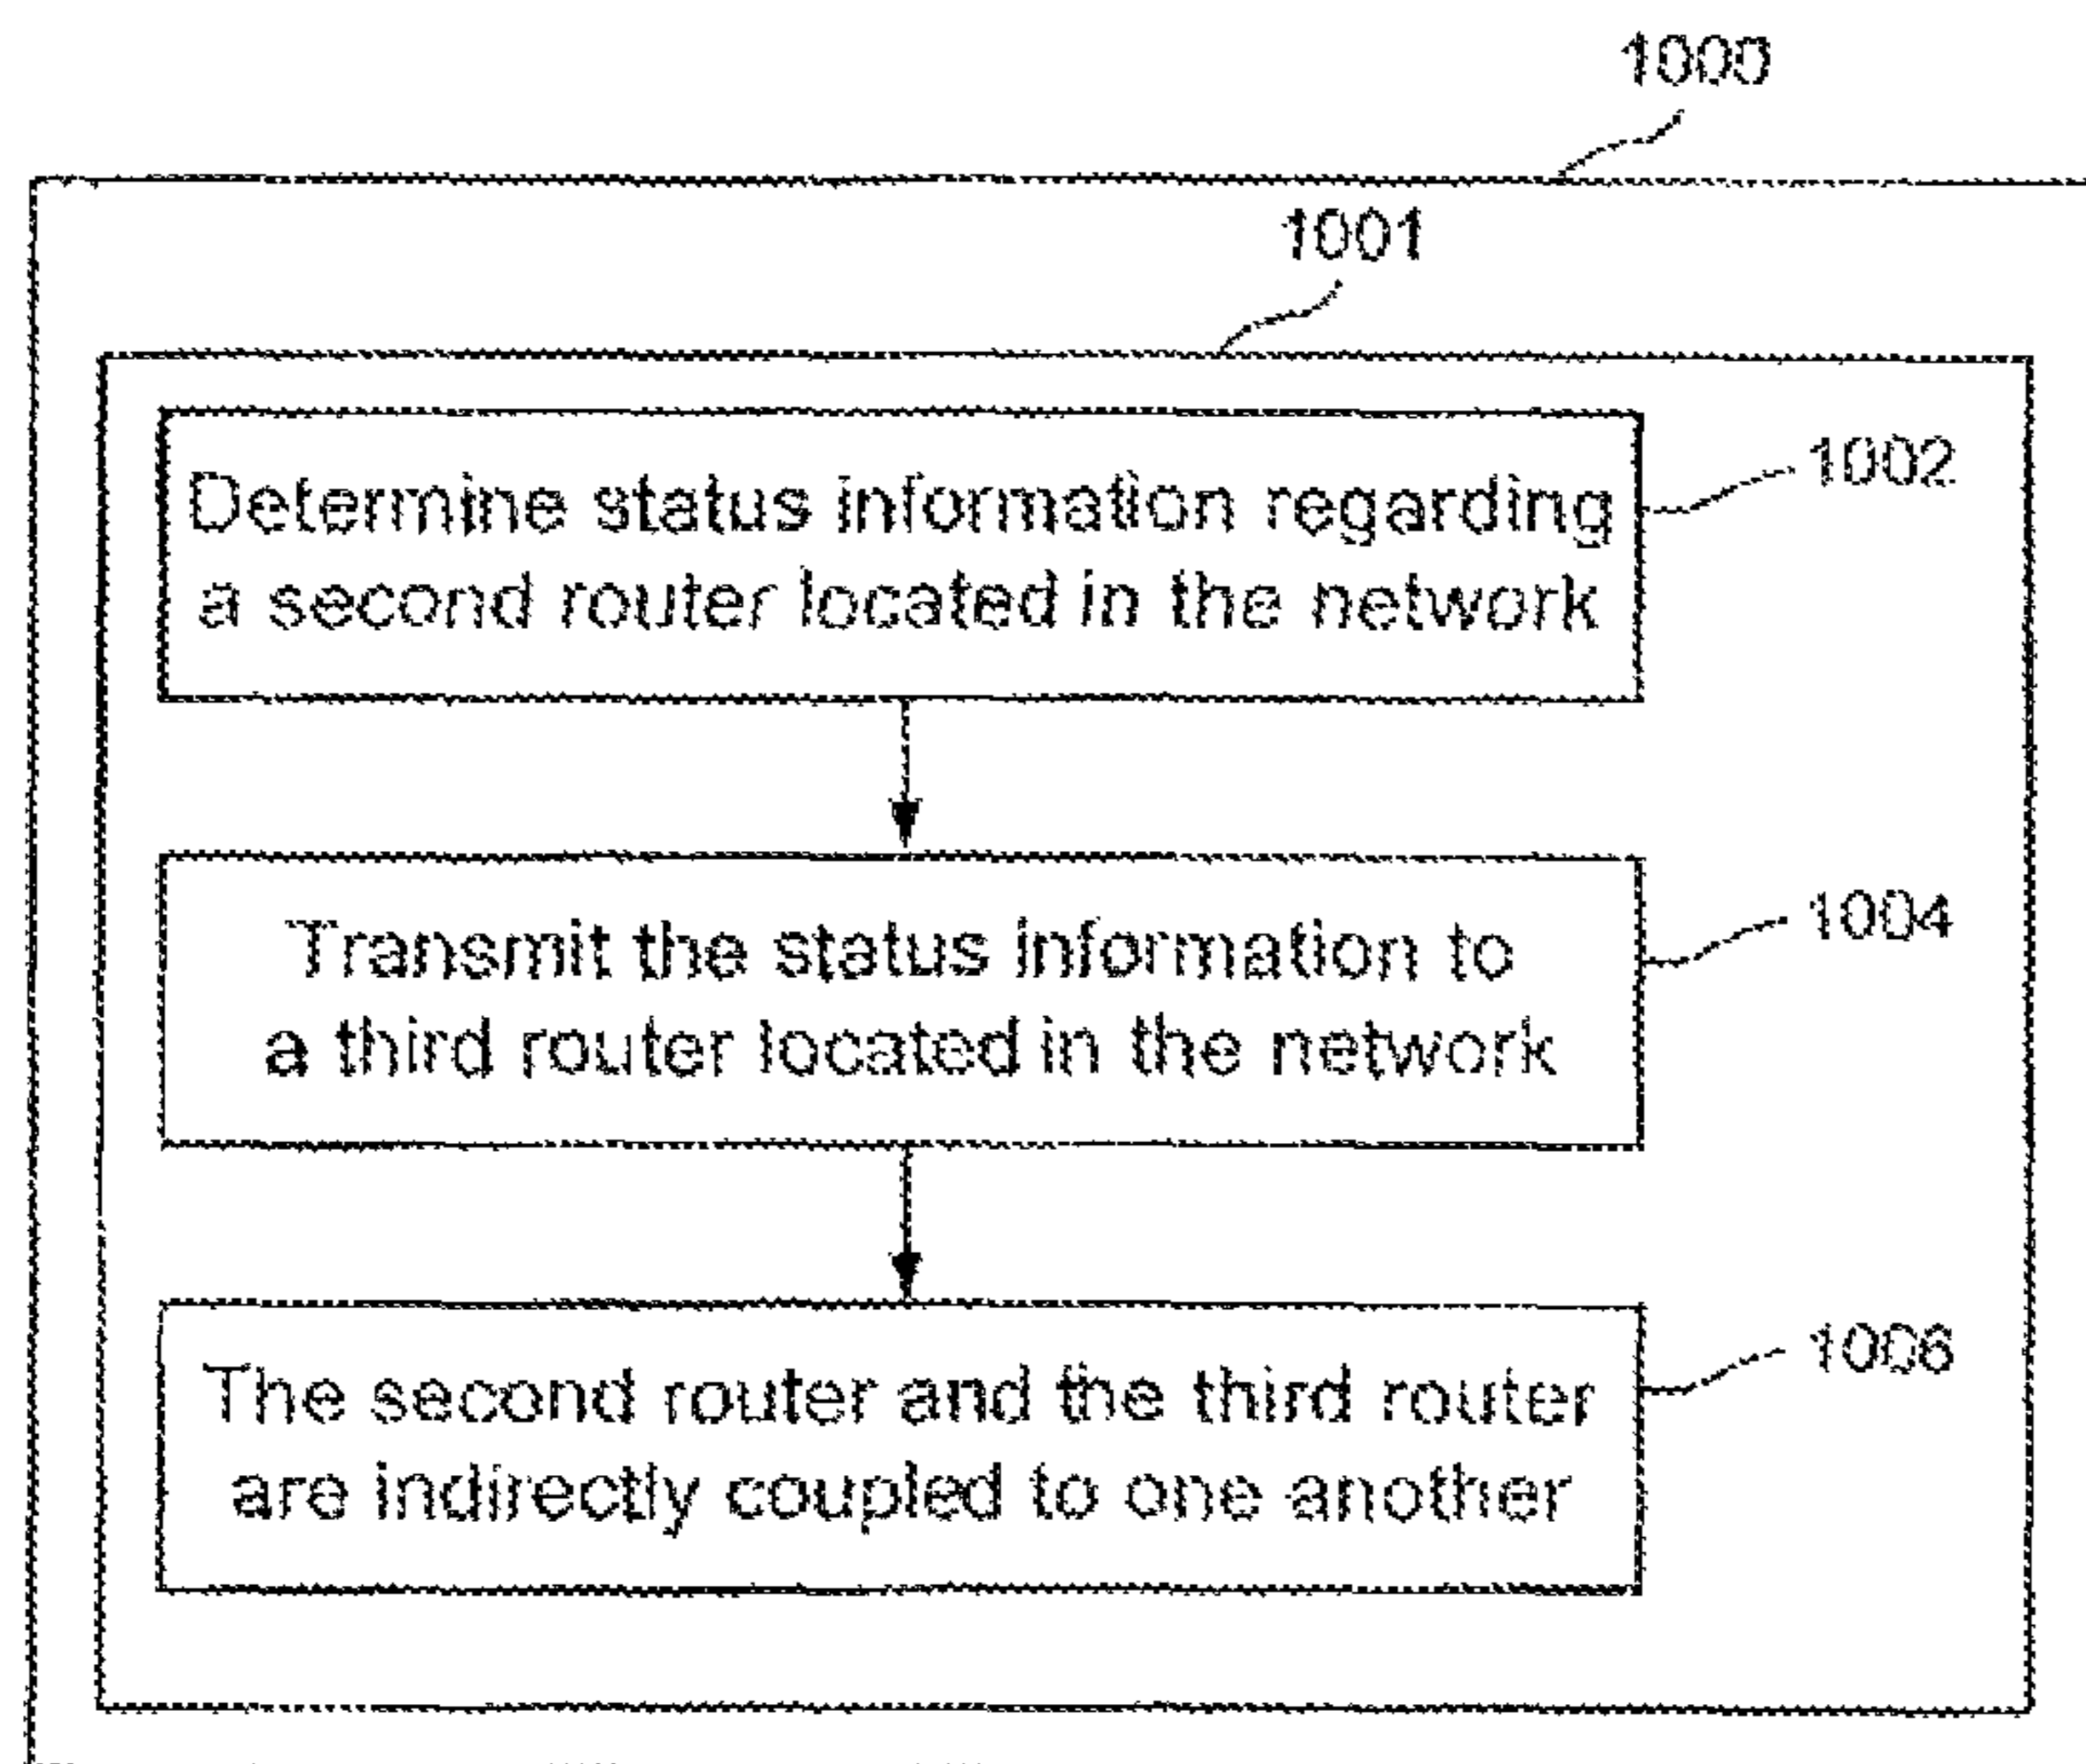 1000
1001
Determine status information regarding
a second router located in the network
1002
Transmit the status information to
a third router located in the network
1004
The second router and the third router
are indirectly coupled to one another
1006